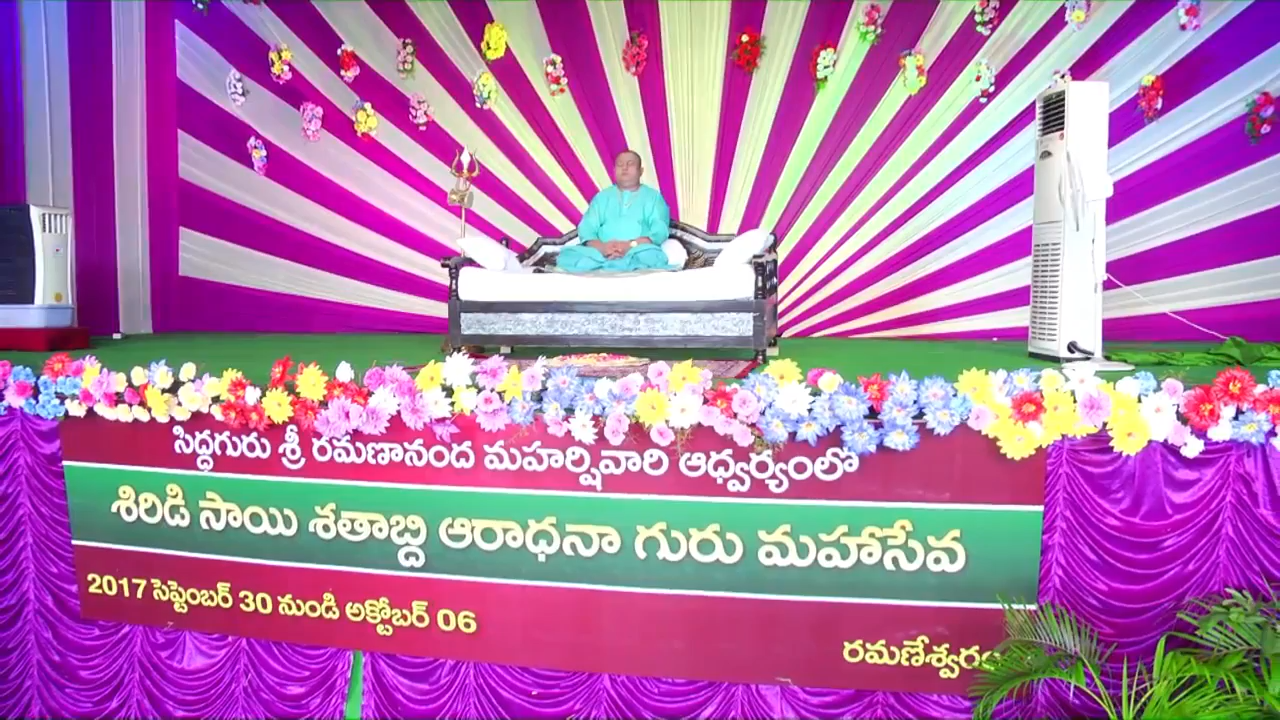 సిద్ధగురు శ్రీ రమణానంద మహర్షివారి ఆధ్వర్యంలో
శిరిడి సాయి శతాబ్ది ఆరాధనా గురు మహాసేవ
2017 సెప్టెంబర్ 30 నుండి అక్టోబర్ 06